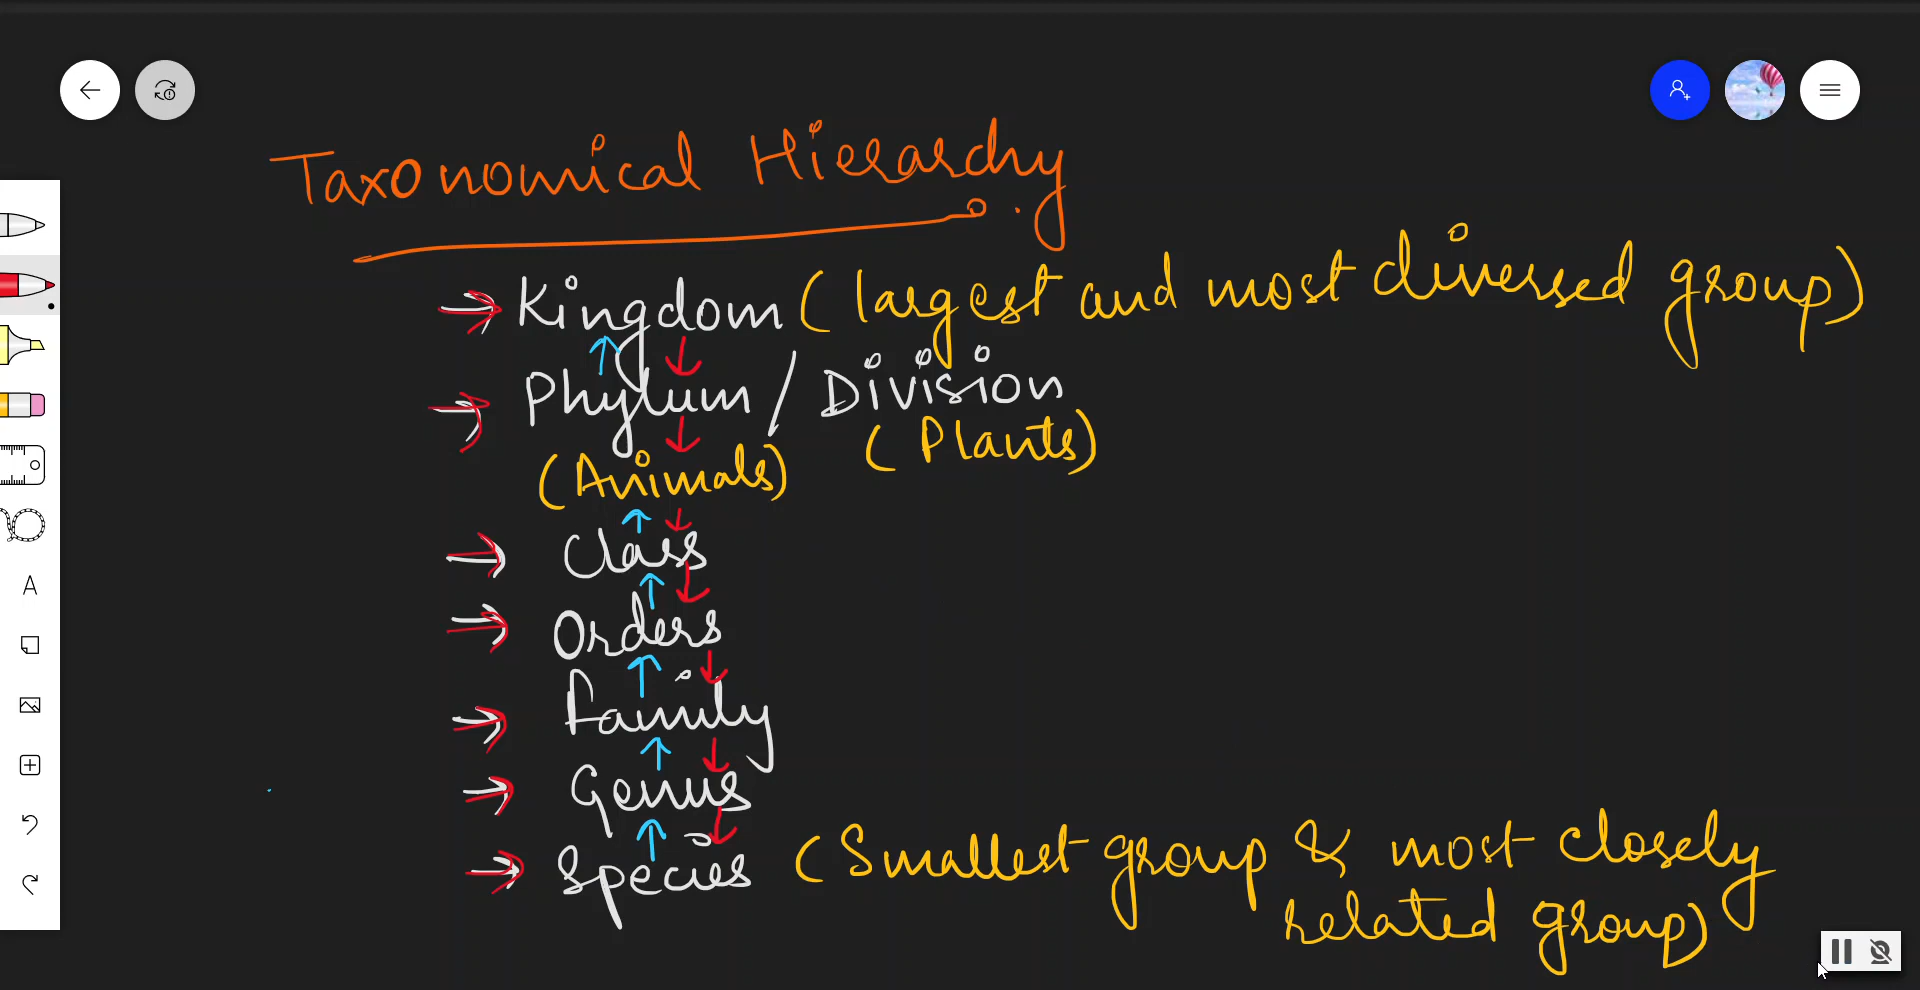 Taxonomical Hierarchy
→ Kingdom (largest and most diversed group)
→ Phylum / Division
(Animals) (Plants)
→ Class
→ Orders
→ Family
→ Genus
→ Species (Smallest group & most closely
related group)
A